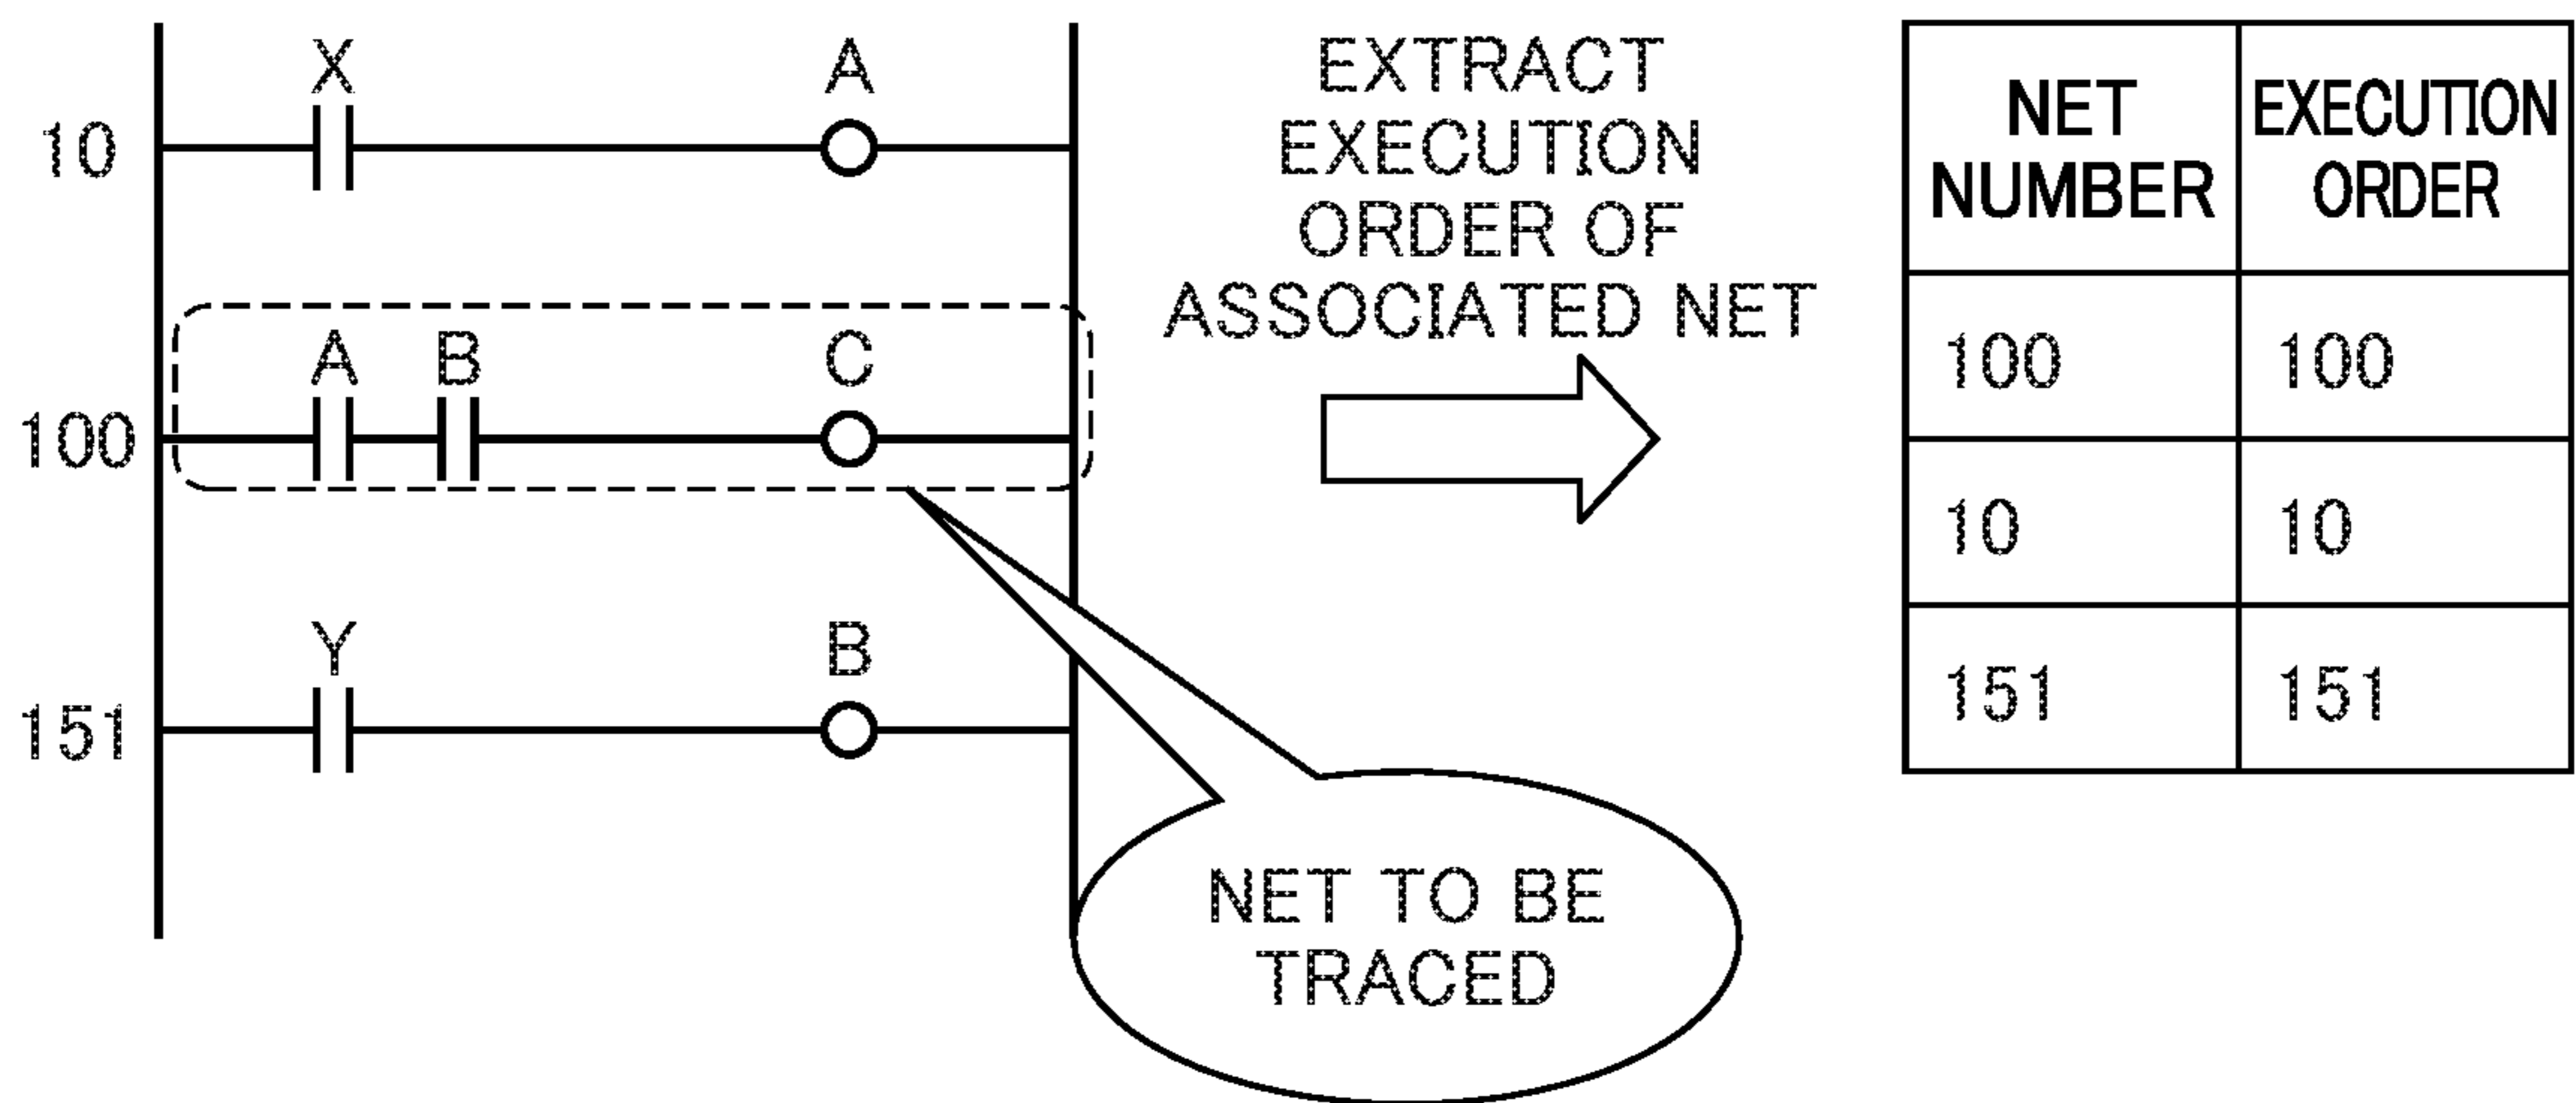 X A
10
A B C
100
Y B
151
EXTRACT
EXECUTION
ORDER OF
ASSOCIATED NET
NET TO BE
TRACED
NET NUMBER EXECUTION ORDER
100 100
10 10
151 151